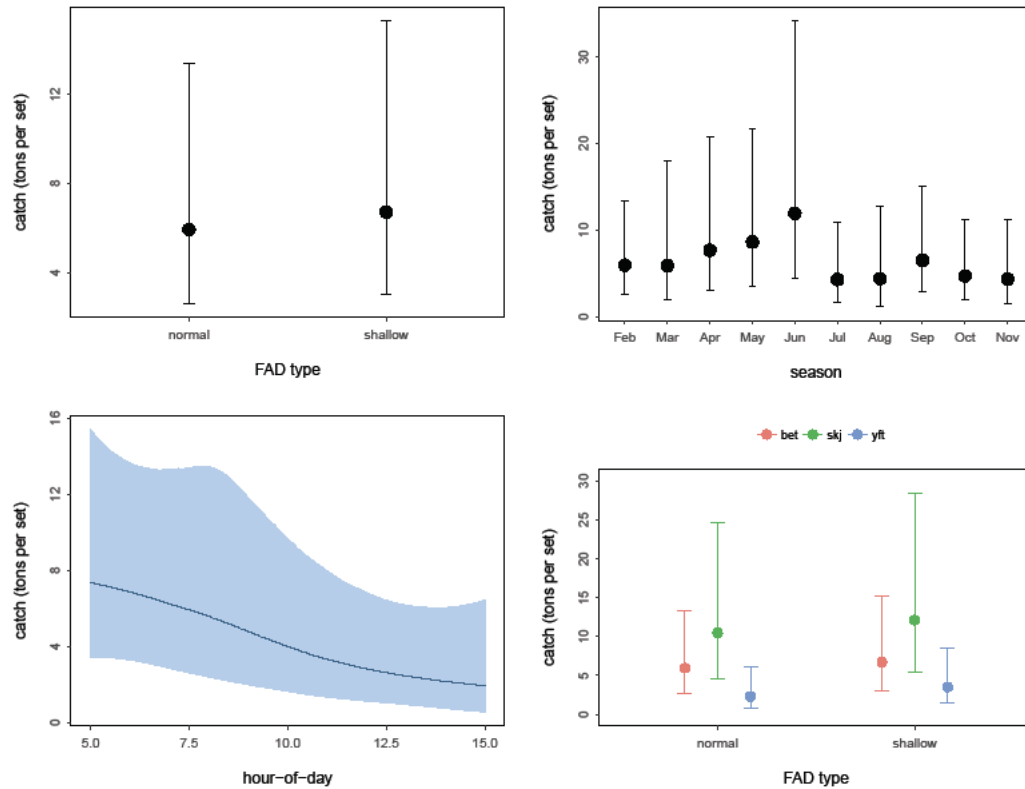 catch (tons per set)
12
8
4
normal shallow
FAD type
catch (tons per set)
30
20
10
0
Feb Mar Apr May Jun Jul Aug Sep Oct Nov
season
catch (tons per set)
16
12
8
4
0
5.0 7.5 10.0 12.5 15.0
hour-of-day
bet skj yft
catch (tons per set)
30
25
20
15
10
5
0
normal shallow
FAD type